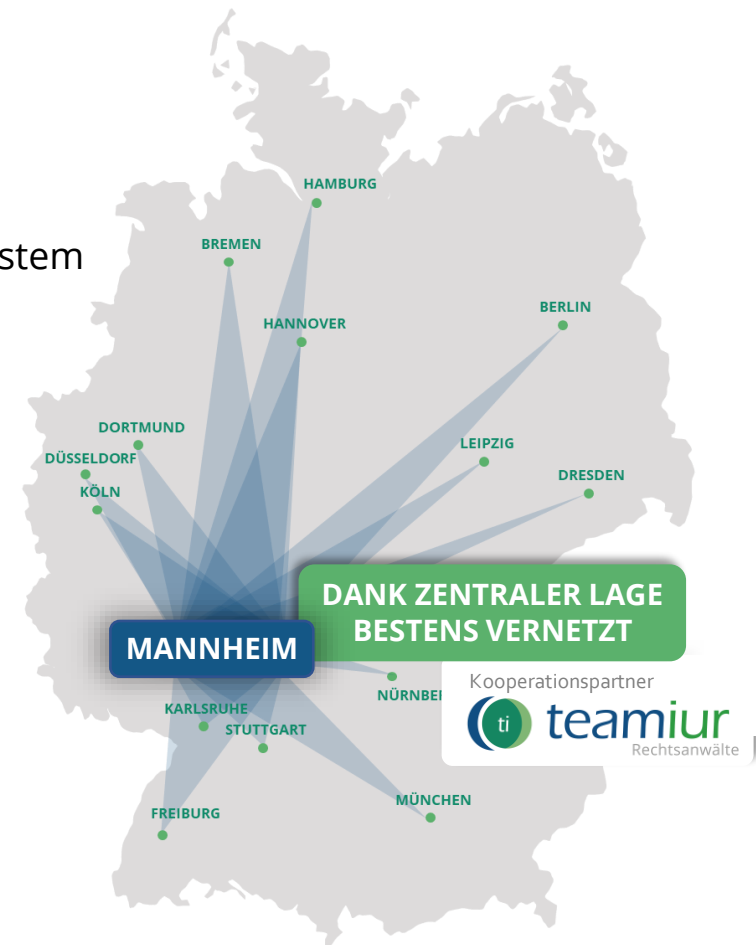 HAMBURG
BREMEN
stem
BERLIN
HANNOVER
DORTMUND
LEIPZIG
DÜSSELDORF
DRESDEN
KÖLN
DANK ZENTRALER LAGE
BESTENS VERNETZT
MANNHEIM
Kooperationspartner
NÜRNBE
ti teamiur
Rechtsanwälte
KARLSRUHE
STUTTGART
MÜNCHEN
FREIBURG